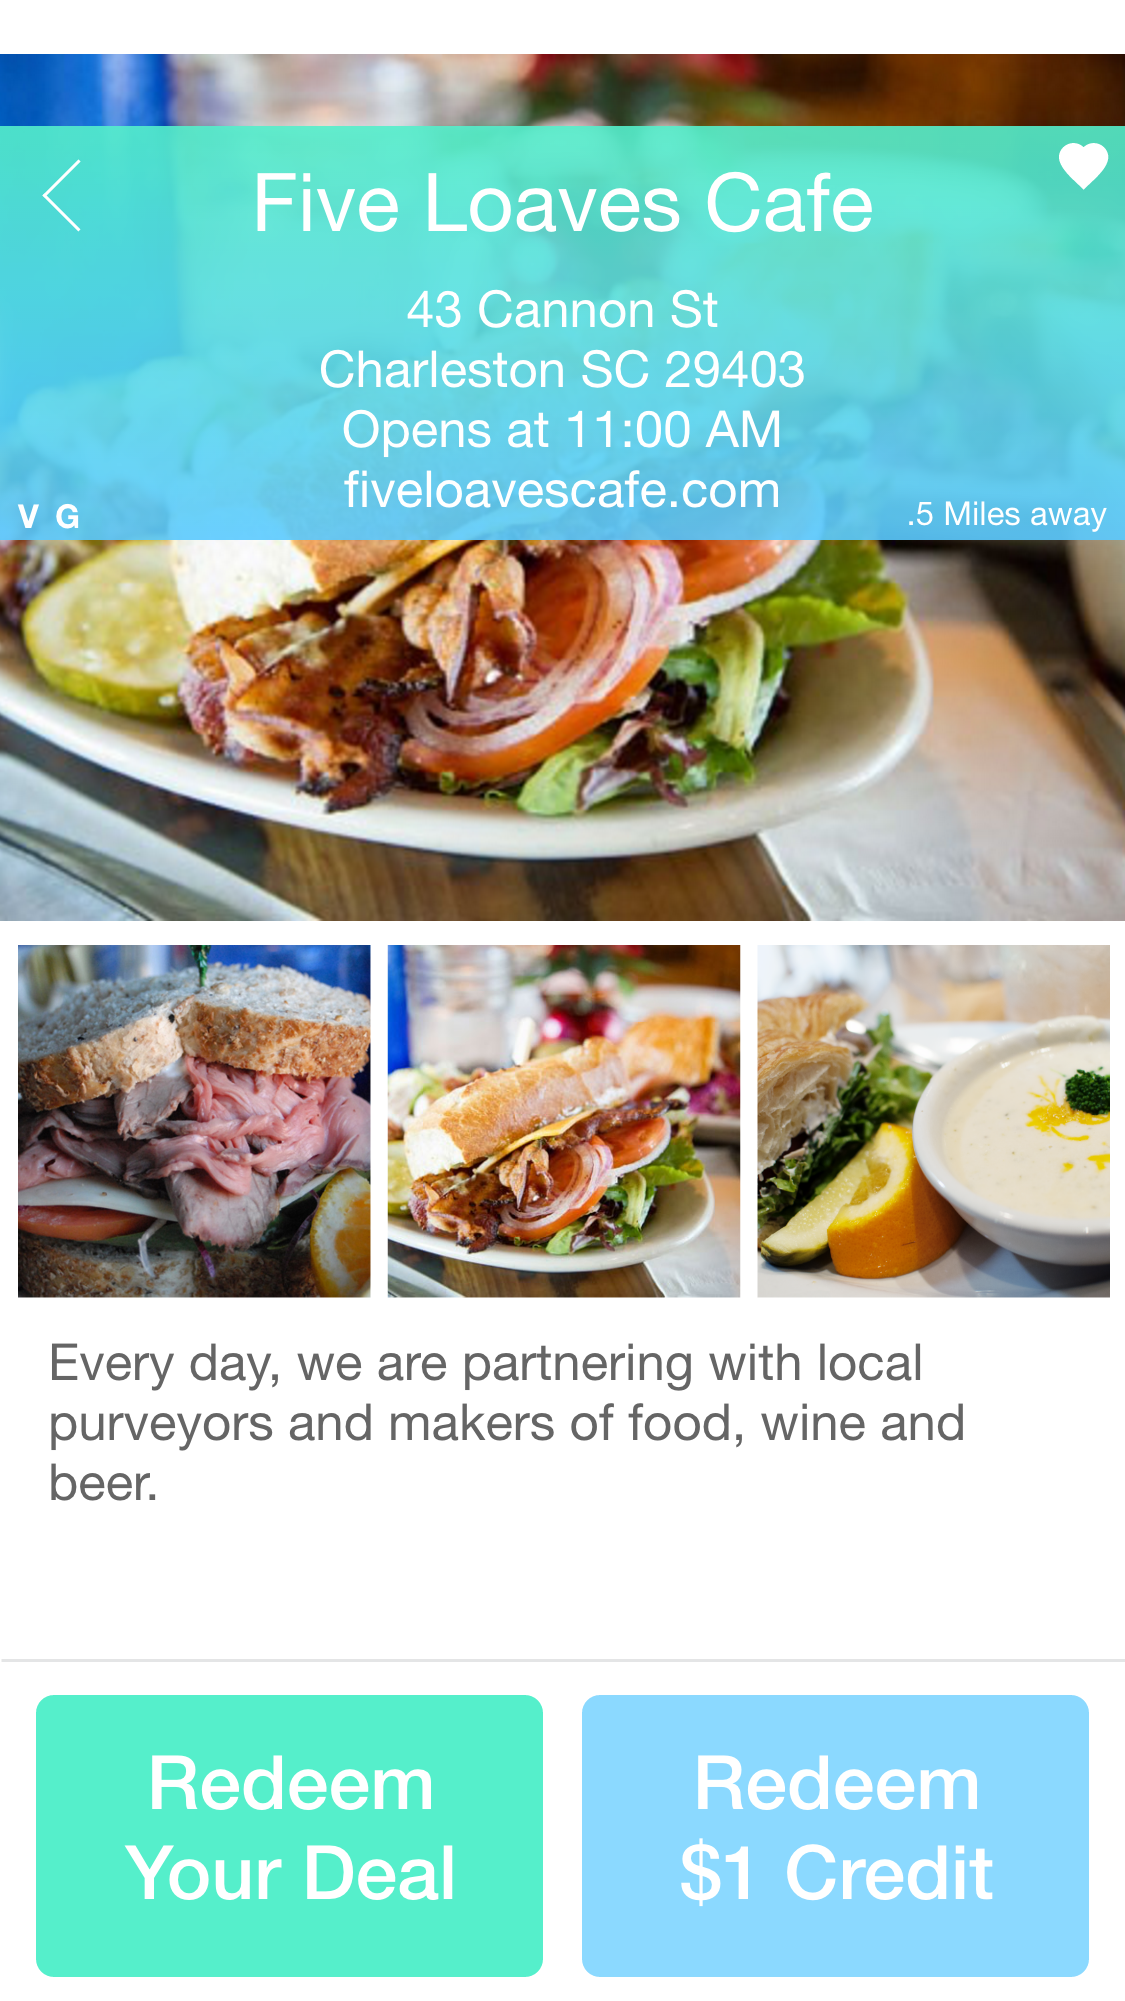 Five Loaves Cafe
43 Cannon St
Charleston SC 29403
Opens at 11:00 AM
fiveloavescafe.com
V G
.5 Miles away
Every day, we are partnering with local
purveyors and makers of food, wine and
beer.
Redeem
Your Deal
Redeem
$1 Credit